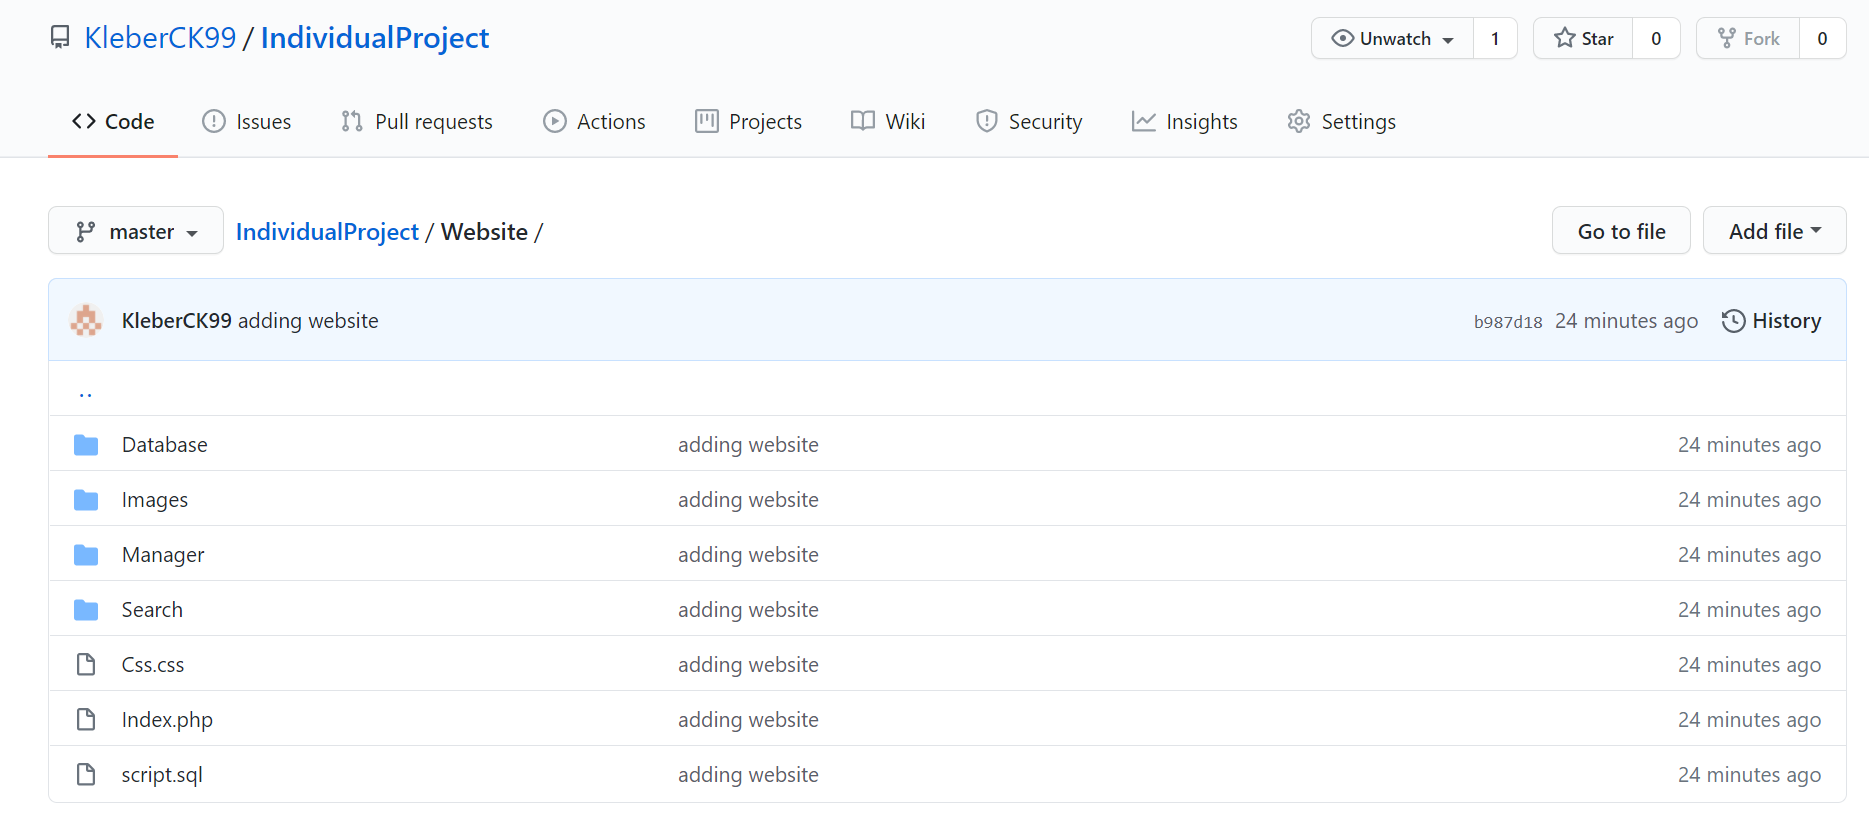 KleberCK99 / IndividualProject Unwatch 1 Star 0 Fork 0
Code Issues Pull requests Actions Projects Wiki Security Insights Settings
master IndividualProject / Website / Go to file Add file
KleberCK99 adding website b987d18 24 minutes ago History
..
Database adding website 24 minutes ago
Images adding website 24 minutes ago
Manager adding website 24 minutes ago
Search adding website 24 minutes ago
Css.css adding website 24 minutes ago
Index.php adding website 24 minutes ago
script.sql adding website 24 minutes ago